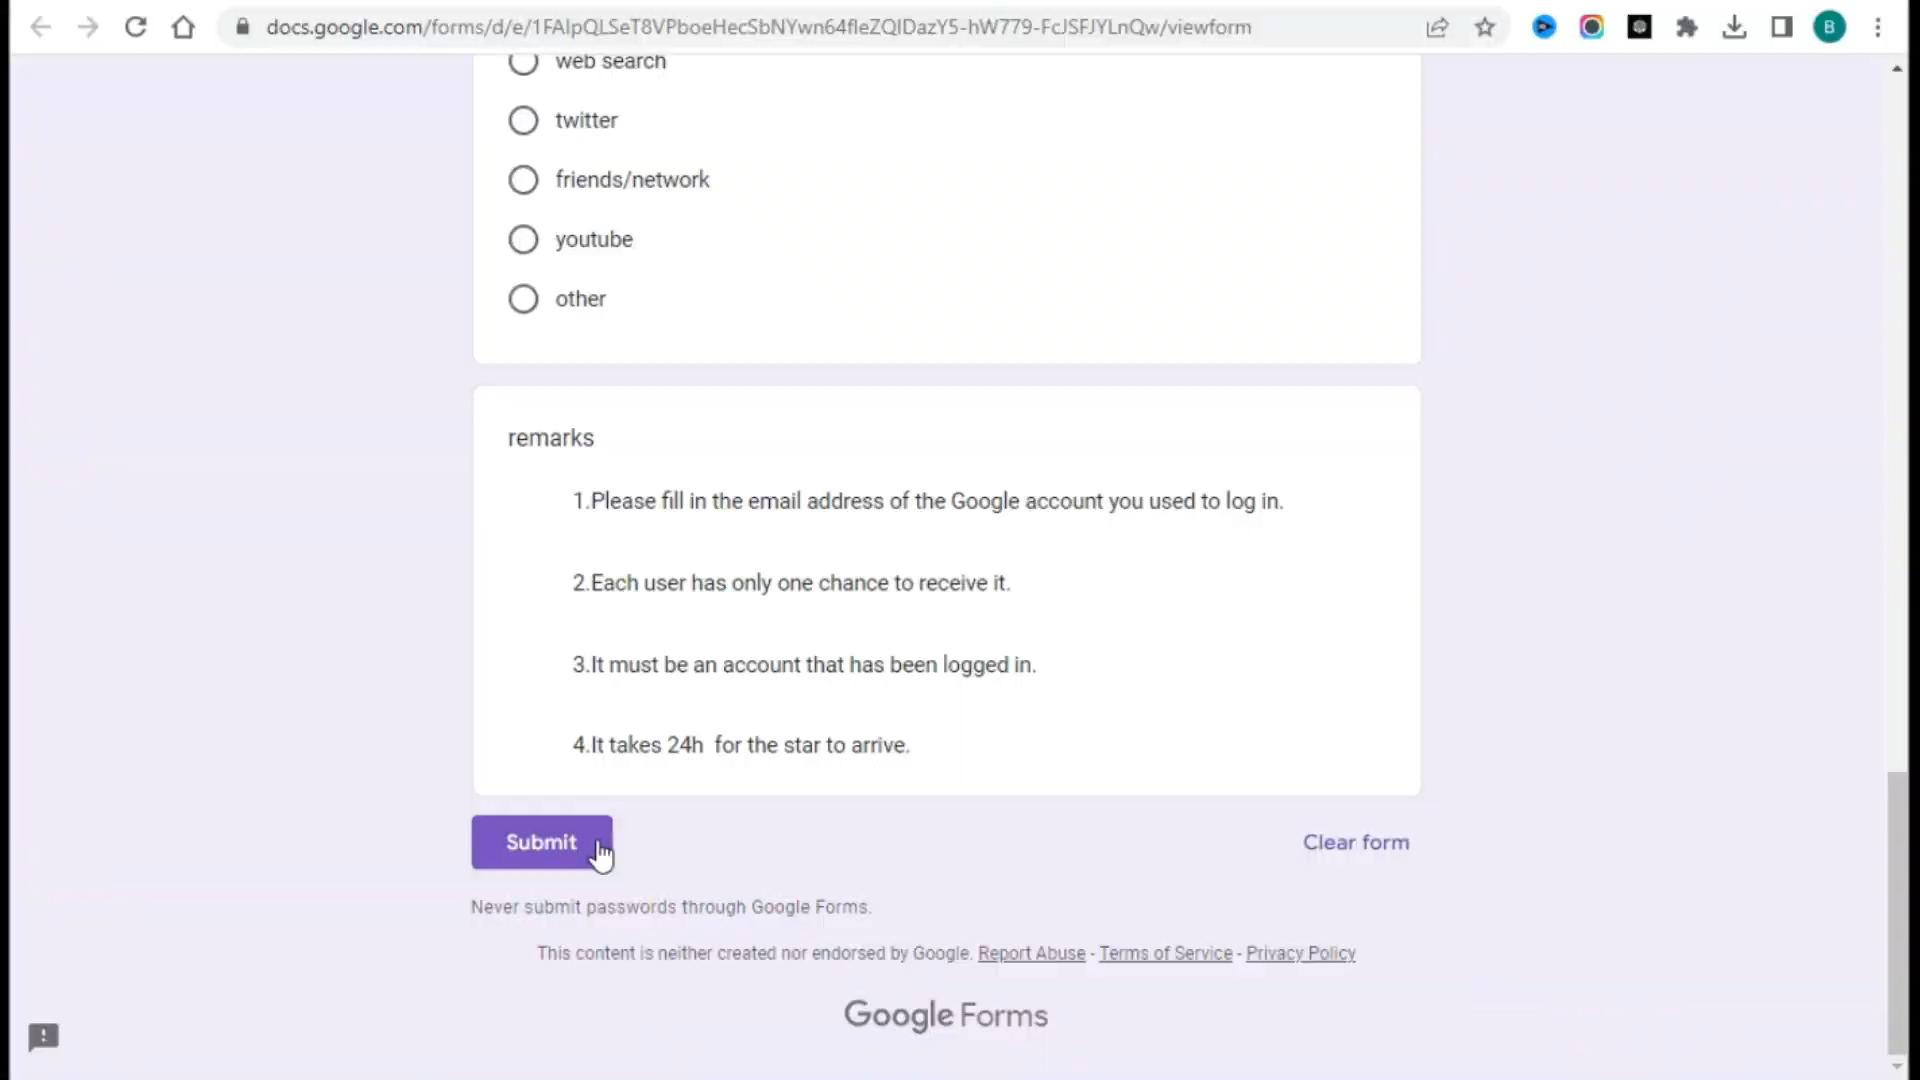 docs.google.com/forms/d/e/1FAIpQLSeT8VPboeHecSbNYwn64fleZQIDazY5-hW779-FcJSFJYLnQw/viewform
B
web search
twitter
friends/network
youtube
other
remarks
1.Please fill in the email address of the Google account you used to log in.
2.Each user has only one chance to receive it.
3.It must be an account that has been logged in.
4.It takes 24h for the star to arrive.
Submit
Clear form
Never submit passwords through Google Forms.
This content is neither created nor endorsed by Google. Report Abuse - Terms of Service - Privacy Policy
Google Forms